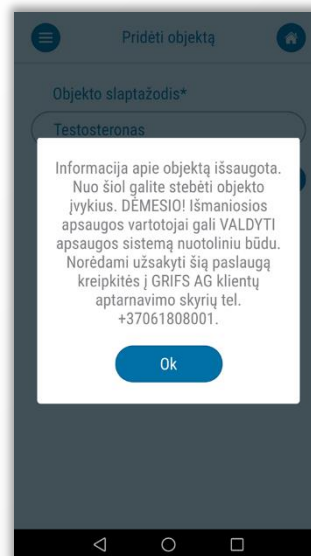 Pridėti objektą
Objekto slaptažodis*
Testosteronas
Informacija apie objektą išsaugota.
Nuo šiol galite stebėti objekto
įvykius. DĖMESIO! Išmaniosios
apsaugos vartotojai gali VALDYTI
apsaugos sistemą nuotoliniu būdu.
Norėdami užsakyti šią paslaugą
kreipkitės į GRIFS AG klientų
aptarnavimo skyrių tel.
+37061808001.
Ok